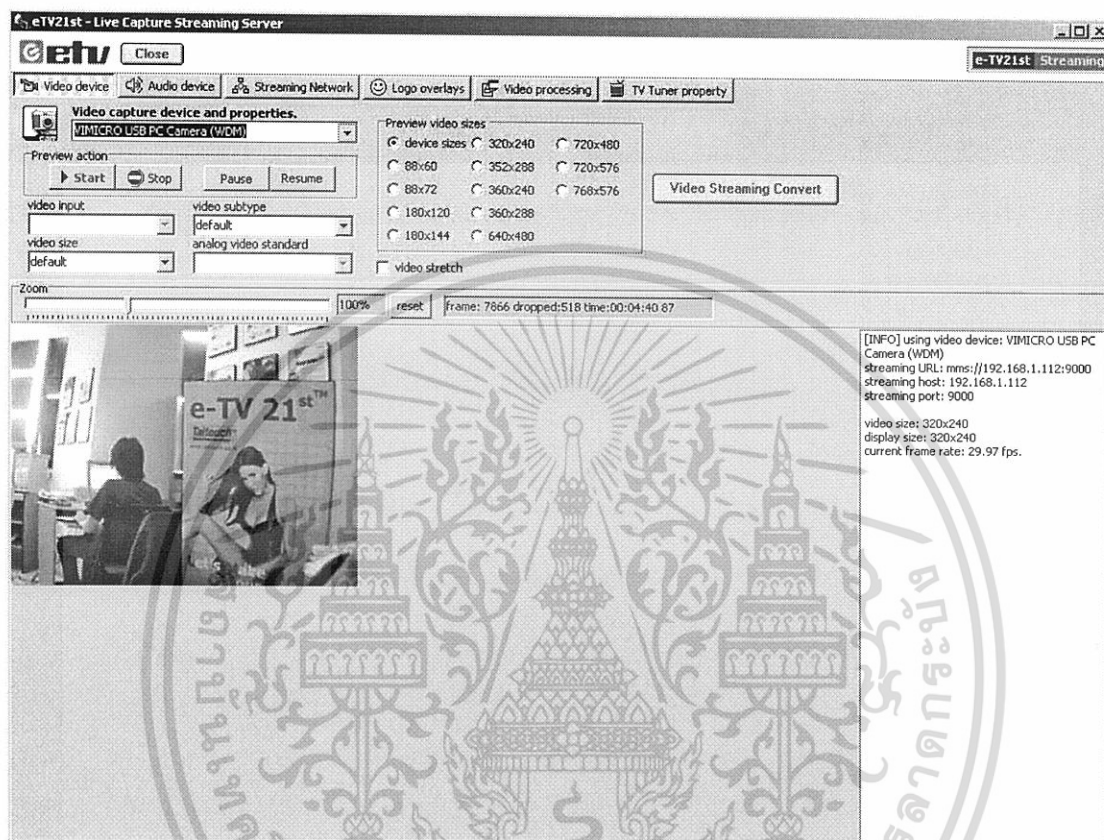 eTV21st - Live Capture Streaming Server
etv Close
e-TV21st Streaming
Video device Audio device Streaming Network Logo overlays Video processing TV Tuner property
Video capture device and properties.
VIMICRO USB PC Camera (WDM)
Preview action
Start Stop Pause Resume
video input video subtype
default
video size analog video standard
default
Preview video sizes
device sizes 320x240 720x480
88x60 352x288 720x576
88x72 360x240 768x576
180x120 360x288
180x144 640x480
video stretch
Video Streaming Convert
Zoom
100% reset frame: 7866 dropped:518 time:00:04:40 87
e-TV 21st™
[INFO] using video device: VIMICRO USB PC
Camera (WDM)
streaming URL: mms://192.168.1.112:9000
streaming host: 192.168.1.112
streaming port: 9000
video size: 320x240
display size: 320x240
current frame rate: 29.97 fps.